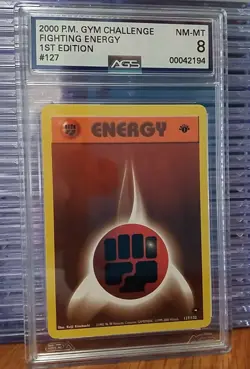 2000 P.M. GYM CHALLENGE
FIGHTING ENERGY
1ST EDITION
#127
AGS
NM-MT
8
00042194
ENERGY